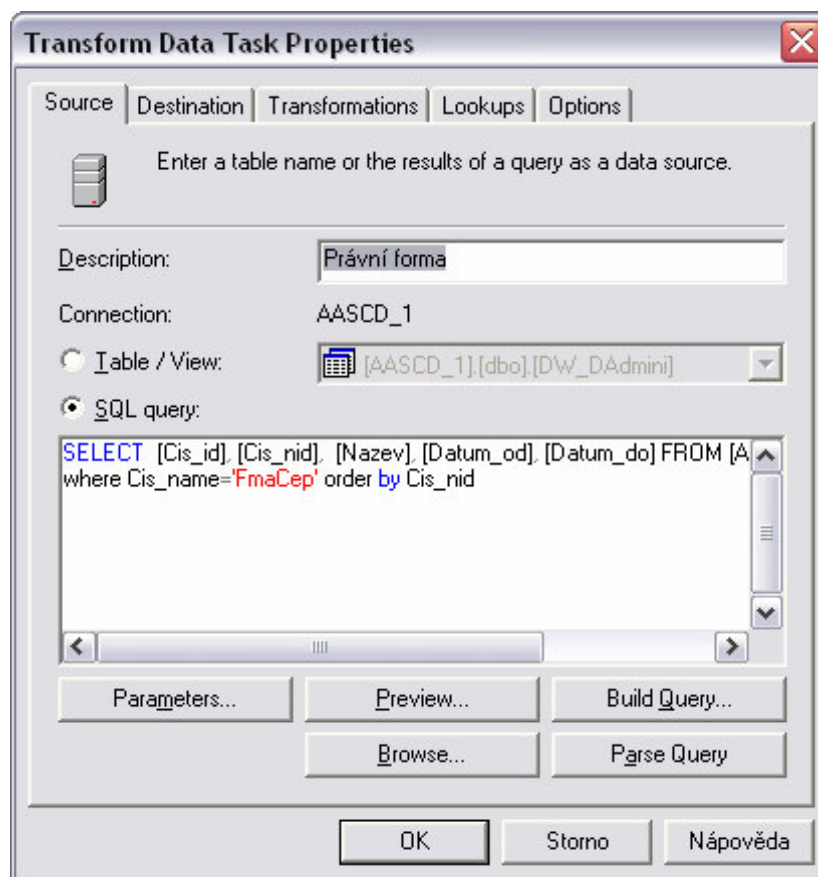 Transform Data Task Properties
Source Destination Transformations Lookups Options
Enter a table name or the results of a query as a data source.
Description: Právní forma
Connection: AASCD_1
Table / View: [AASCD_1].[dbo].[DW_DAdmini]
SQL query:
SELECT [Cis_id], [Cis_nid], [Nazev], [Datum_od], [Datum_do] FROM [A
where Cis_name='FmaCep' order by Cis_nid
Parameters... Preview... Build Query...
Browse... Parse Query
OK Storno Nápověda